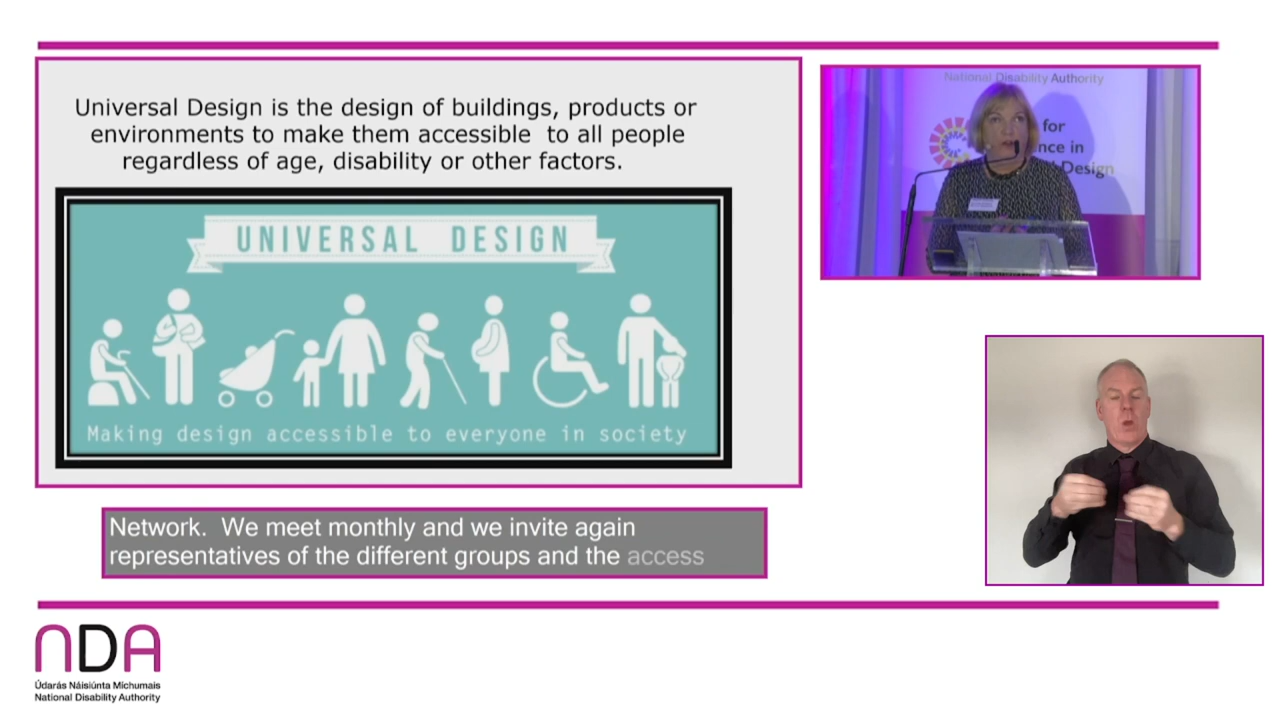 Universal Design is the design of buildings, products or
environments to make them accessible to all people
regardless of age, disability or other factors.
UNIVERSAL DESIGN
Making design accessible to everyone in society
National Disability Authority
for
nce in
Design
Network. We meet monthly and we invite again
representatives of the different groups and the access
NDA
Údarás Náisiúnta Míchumais
National Disability Authority